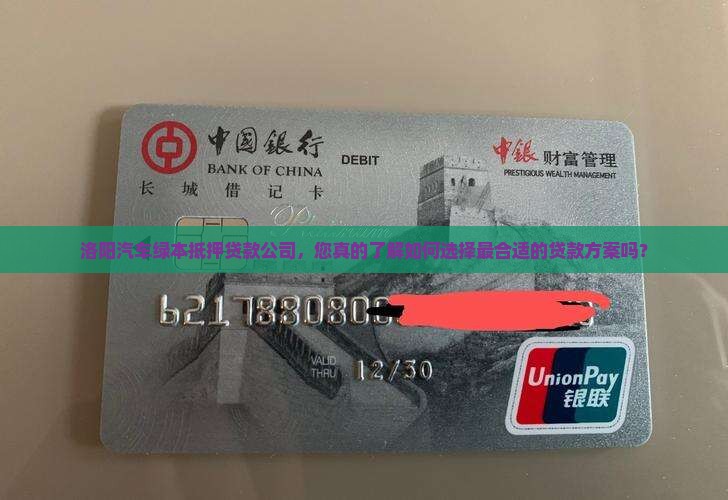 中國銀行
BANK OF CHINA
DEBIT
长城借记卡
中銀 财富管理
PRESTIGIOUS WEALTH MANAGEMENT
洛阳汽车绿本抵押贷款公司，您真的了解如何选择最合适的贷款方案吗？
621788080
VALID
THRU
12/30
UnionPay
银联